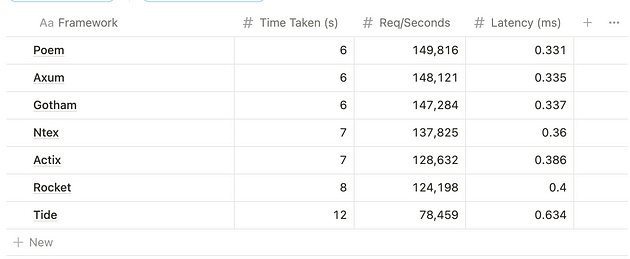 Aa Framework # Time Taken (s) # Req/Seconds # Latency (ms) + ...
Poem 6 149,816 0.331
Axum 6 148,121 0.335
Gotham 6 147,284 0.337
Ntex 7 137,825 0.36
Actix 7 128,632 0.386
Rocket 8 124,198 0.4
Tide 12 78,459 0.634
+ New